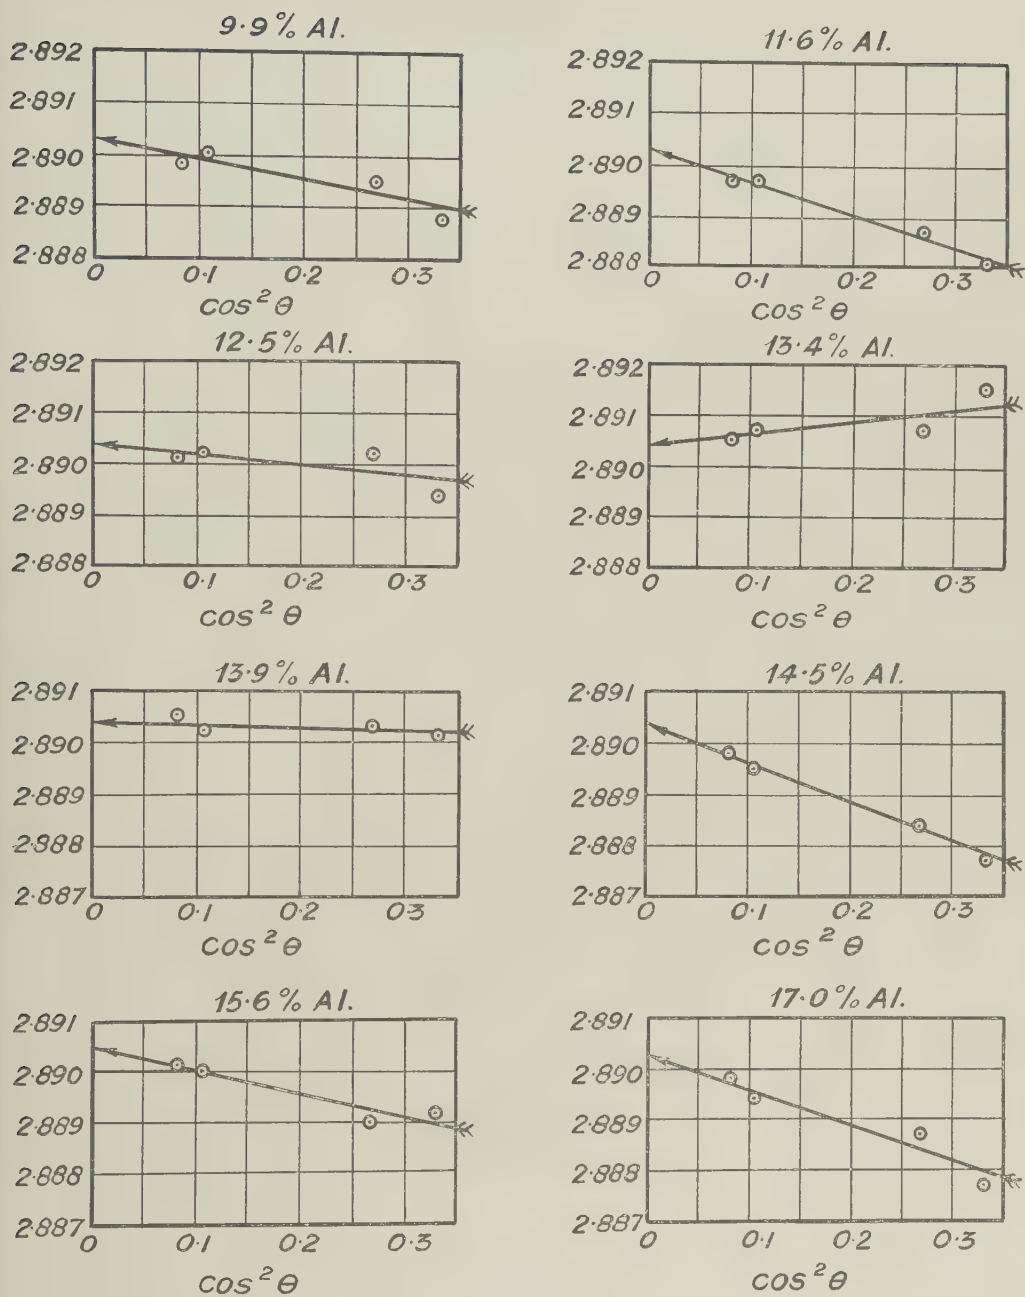 9·9% Al.
2·892
2·891
2·890
2·889
2·888
0 0·1 0·2 0·3
cos² θ
11·6% Al.
2·892
2·891
2·890
2·889
2·888
0 0·1 0·2 0·3
cos² θ
12·5% Al.
2·892
2·891
2·890
2·889
2·888
0 0·1 0·2 0·3
cos² θ
13·4% Al.
2·892
2·891
2·890
2·889
2·888
0 0·1 0·2 0·3
cos² θ
13·9% Al.
2·891
2·890
2·889
2·888
2·887
0 0·1 0·2 0·3
cos² θ
14·5% Al.
2·891
2·890
2·889
2·888
2·887
0 0·1 0·2 0·3
cos² θ
15·6% Al.
2·891
2·890
2·889
2·888
2·887
0 0·1 0·2 0·3
cos² θ
17·0% Al.
2·891
2·890
2·889
2·888
2·887
0 0·1 0·2 0·3
cos² θ